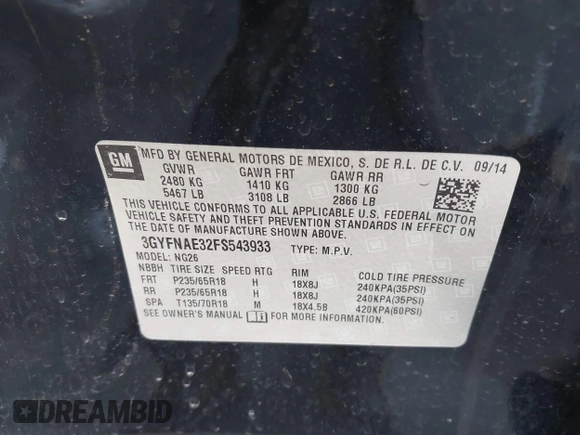 GM
MFD BY GENERAL MOTORS DE MEXICO, S. DE R.L. DE C.V. 09/14
GVWR GAWR FRT GAWR RR
2480 KG 1410 KG 1300 KG
5467 LB 3108 LB 2866 LB
THIS VEHICLE CONFORMS TO ALL APPLICABLE U.S. FEDERAL MOTOR
VEHICLE SAFETY AND THEFT PREVENTION STANDARDS IN EFFECT ON
THE DATE OF MANUFACTURE SHOWN ABOVE.
3GYFNAE32FS543933 TYPE: M.P.V.
MODEL: NG26
NBBH TIRE SIZE SPEED RTG RIM COLD TIRE PRESSURE
FRT P235/65R18 H 18X8J 240KPA(35PSI)
RR P235/65R18 H 18X8J 240KPA(35PSI)
SPA T135/70R18 M 18X4.5B 420KPA(60PSI)
SEE OWNER'S MANUAL FOR MORE INFORMATION.
DREAMBID